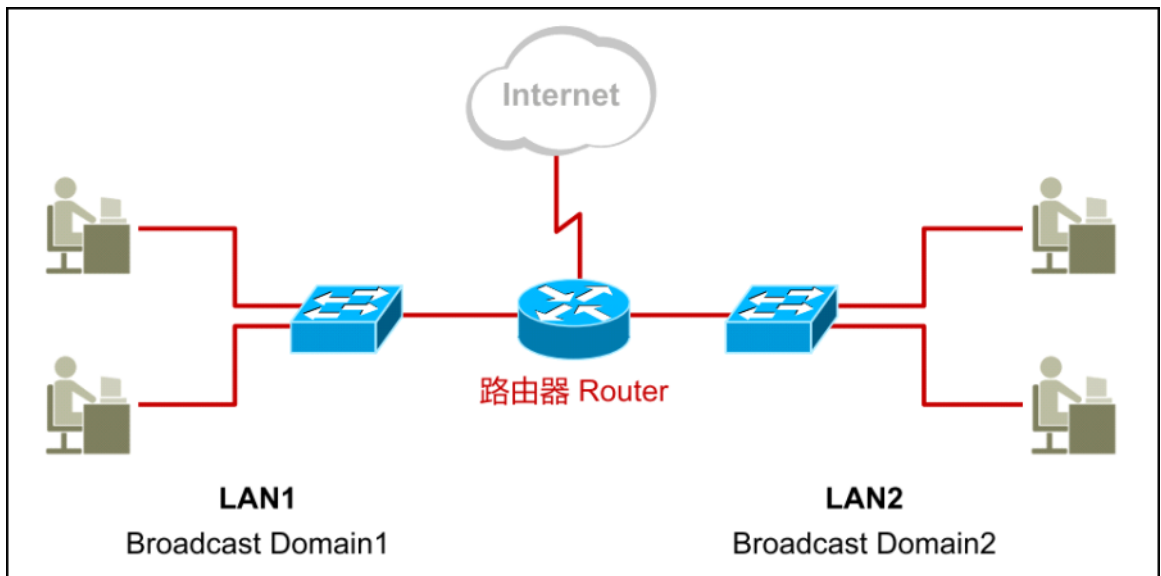 Internet
路由器 Router
LAN1
LAN2
Broadcast Domain1
Broadcast Domain2